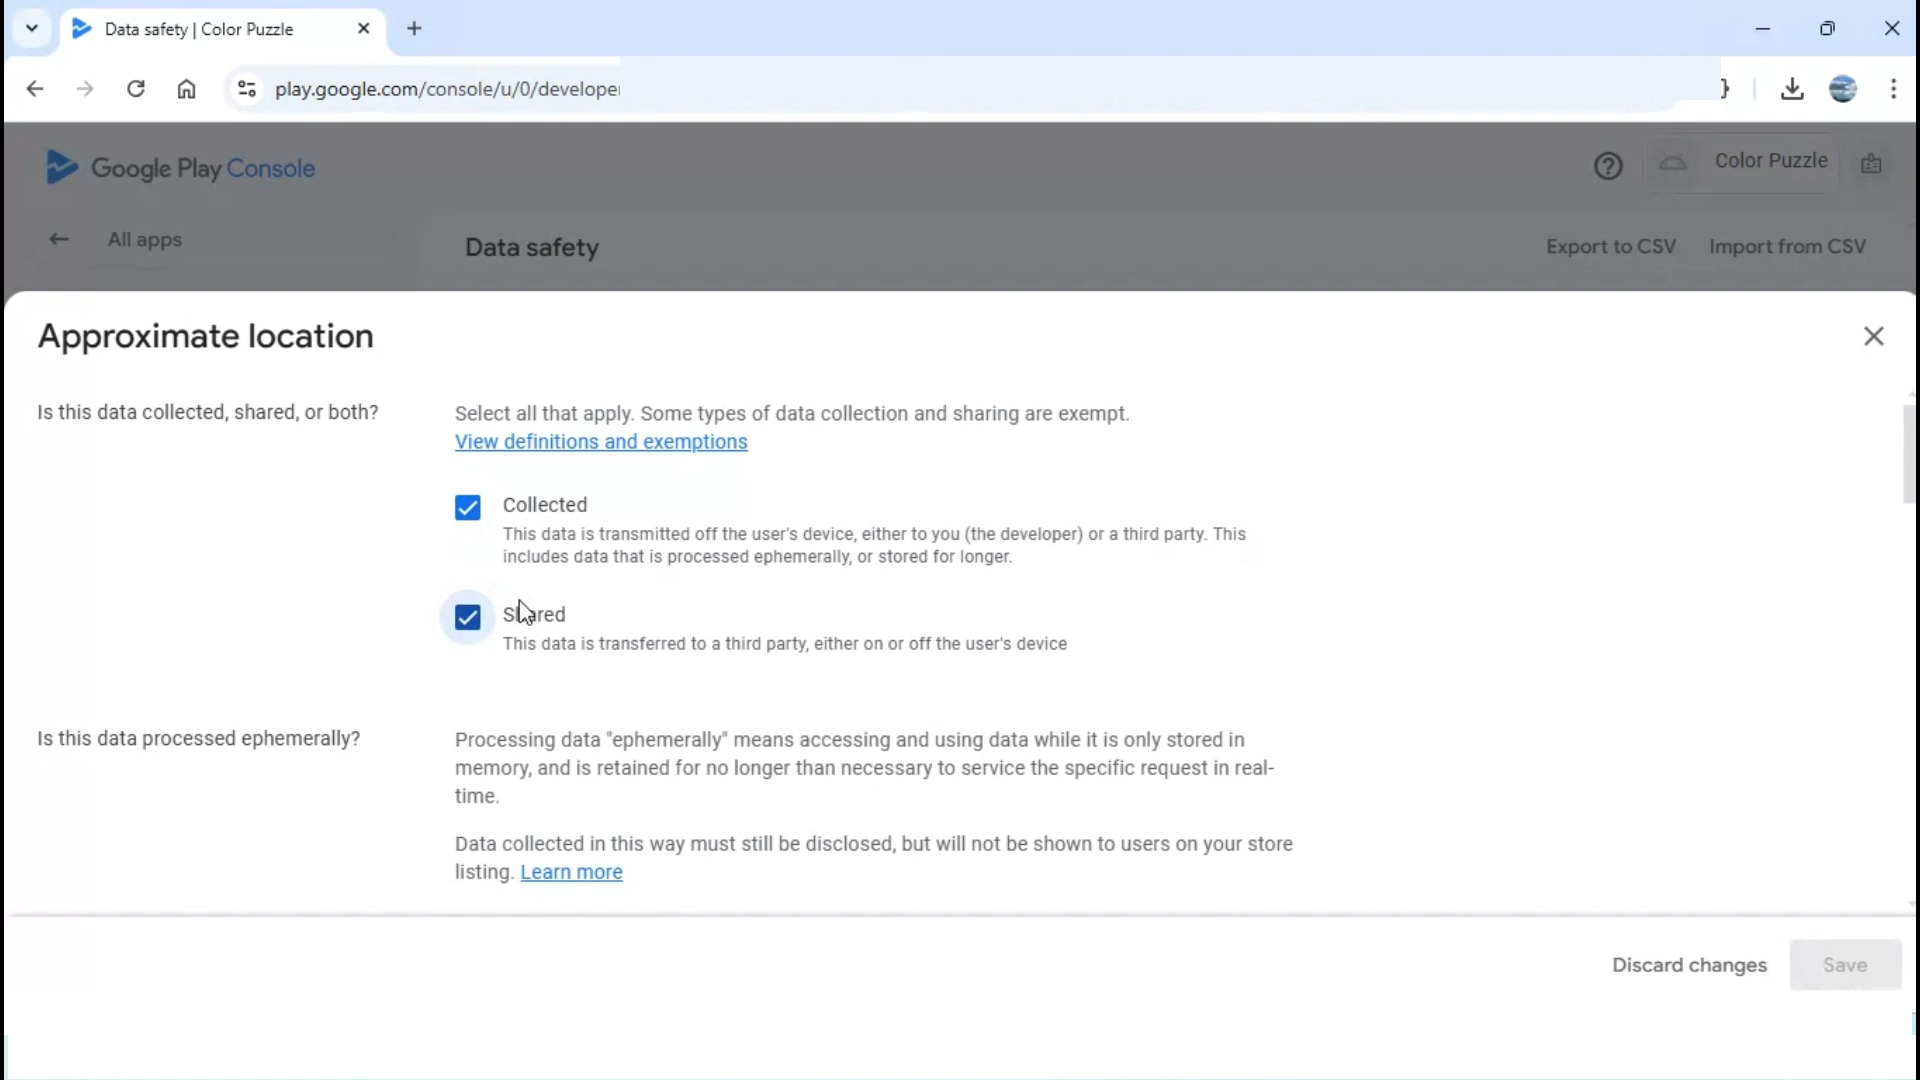 Data safety | Color Puzzle
play.google.com/console/u/0/develope
Google Play Console
Color Puzzle
All apps
Data safety
Export to CSV
Import from CSV
Approximate location
Is this data collected, shared, or both?
Select all that apply. Some types of data collection and sharing are exempt.
View definitions and exemptions
Collected
This data is transmitted off the user's device, either to you (the developer) or a third party. This
includes data that is processed ephemerally, or stored for longer.
Shared
This data is transferred to a third party, either on or off the user's device
Is this data processed ephemerally?
Processing data "ephemerally" means accessing and using data while it is only stored in
memory, and is retained for no longer than necessary to service the specific request in real-
time.
Data collected in this way must still be disclosed, but will not be shown to users on your store
listing. Learn more
Discard changes
Save